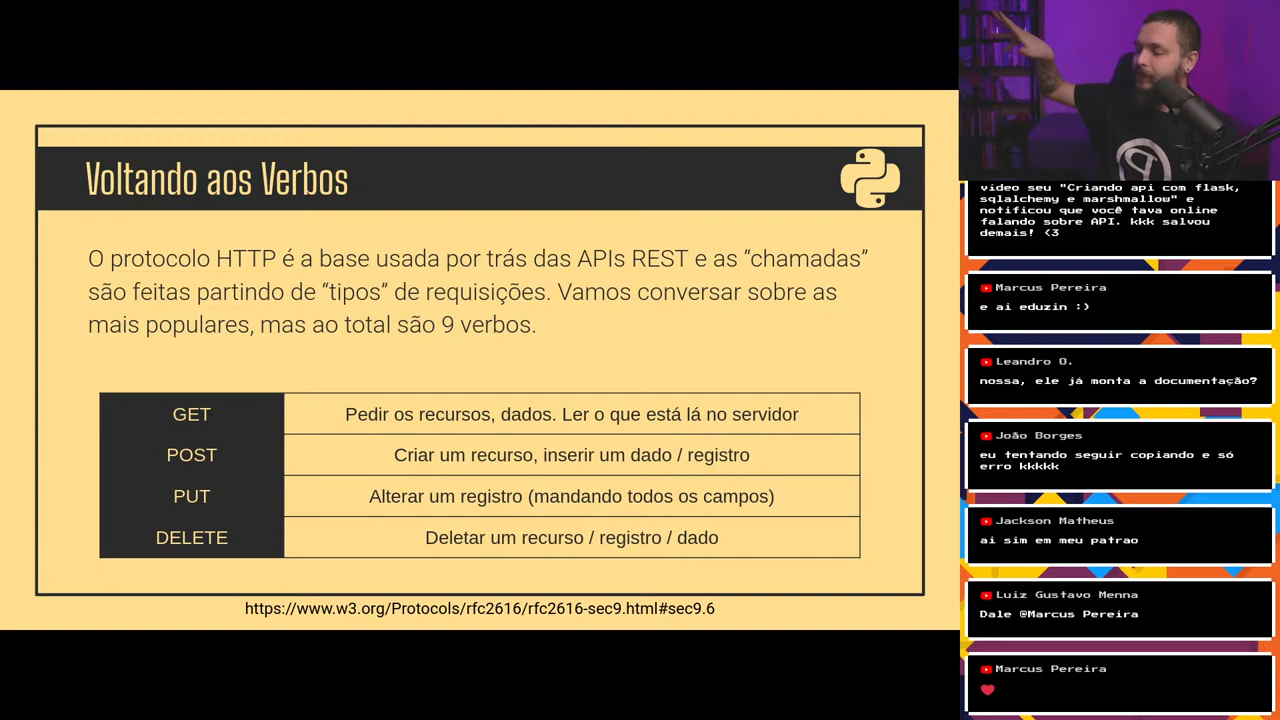 Voltando aos Verbos
O protocolo HTTP é a base usada por trás das APIs REST e as “chamadas”
são feitas partindo de “tipos” de requisições. Vamos conversar sobre as
mais populares, mas ao total são 9 verbos.
GET
Pedir os recursos, dados. Ler o que está lá no servidor
POST
Criar um recurso, inserir um dado / registro
PUT
Alterar um registro (mandando todos os campos)
DELETE
Deletar um recurso / registro / dado
https://www.w3.org/Protocols/rfc2616/rfc2616-sec9.html#sec9.6
vídeo seu "Criando api com flask,
sqlalchemy e marshmallow" e
notificou que você tava online
falando sobre API. kkk salvou
demais! <3
Marcus Pereira
e ai eduzin :)
Leandro O.
nossa, ele já monta a documentação?
João Borges
eu tentando seguir copiando e só
erro kkkkk
Jackson Matheus
ai sim em meu patrao
Luiz Gustavo Menna
Dale @Marcus Pereira
Marcus Pereira